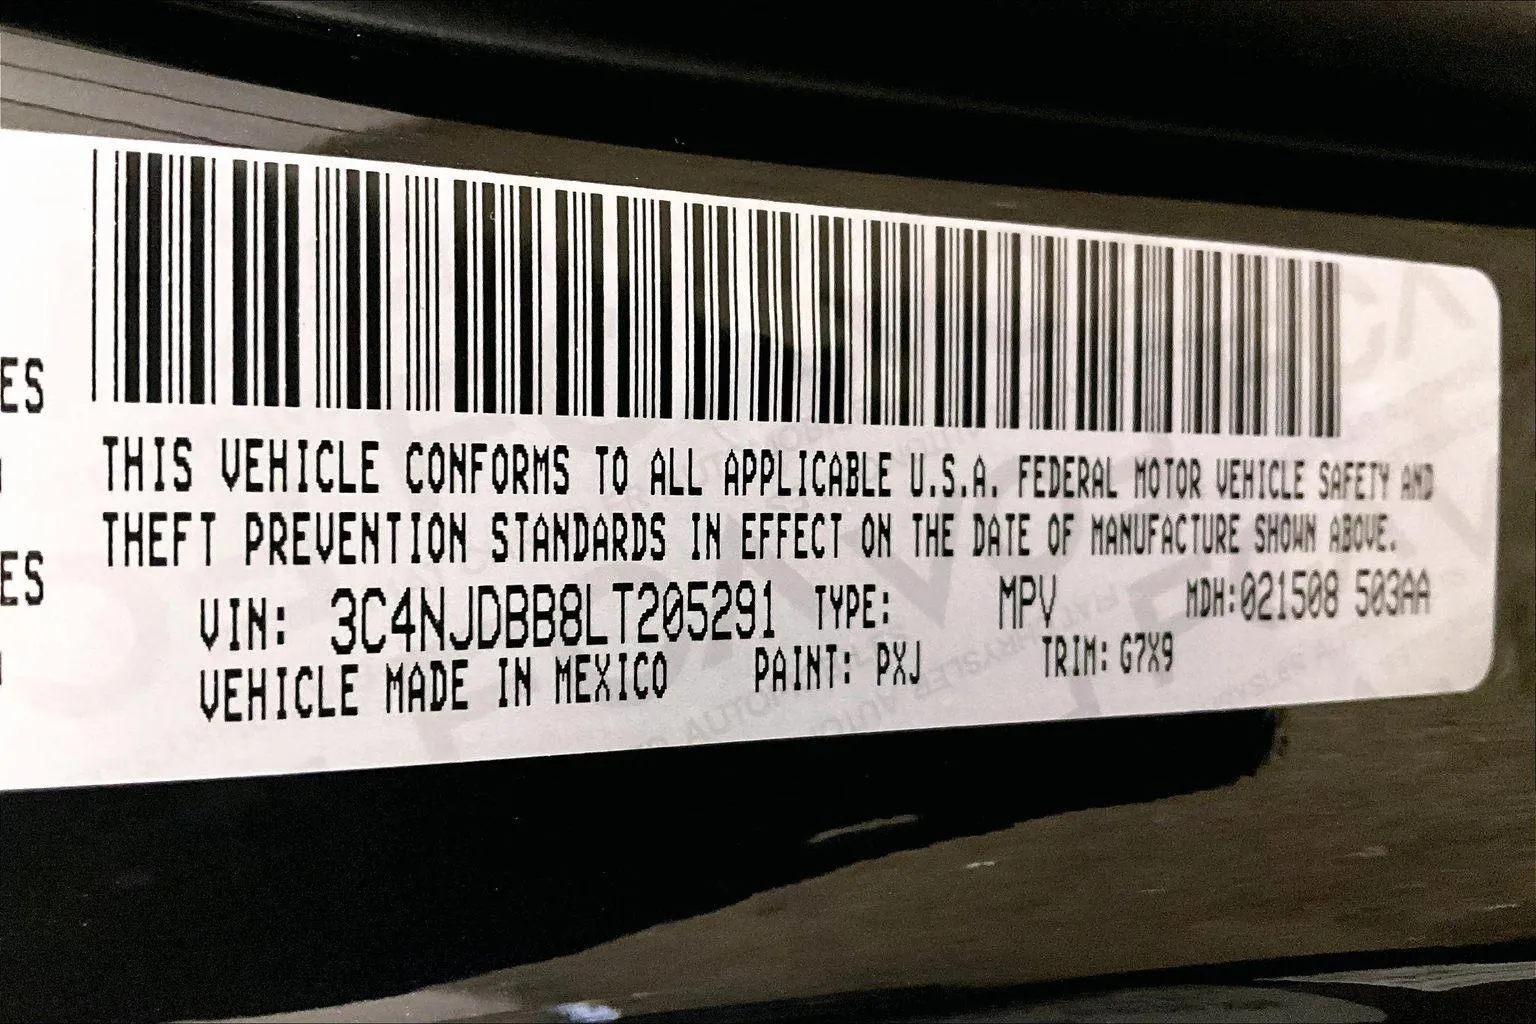 ES
ES
THIS VEHICLE CONFORMS TO ALL APPLICABLE U.S.A. FEDERAL MOTOR VEHICLE SAFETY AND
THEFT PREVENTION STANDARDS IN EFFECT ON THE DATE OF MANUFACTURE SHOWN ABOVE.
VIN: 3C4NJDBB8LT205291 TYPE: MPV MDH:021508 503AA
VEHICLE MADE IN MEXICO PAINT: PXJ TRIM: G7X9